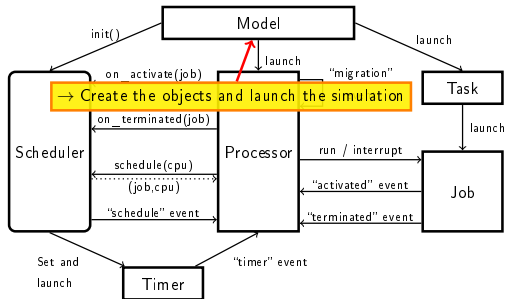 Model
init()
launch
launch
on_activate(job)
"migration"
Task
→ Create the objects and launch the simulation
on_terminated(job)
launch
Scheduler
Processor
run / interrupt
schedule(cpu)
(job,cpu)
"activated" event
Job
"schedule" event
"terminated" event
Set and
launch
"timer" event
Timer